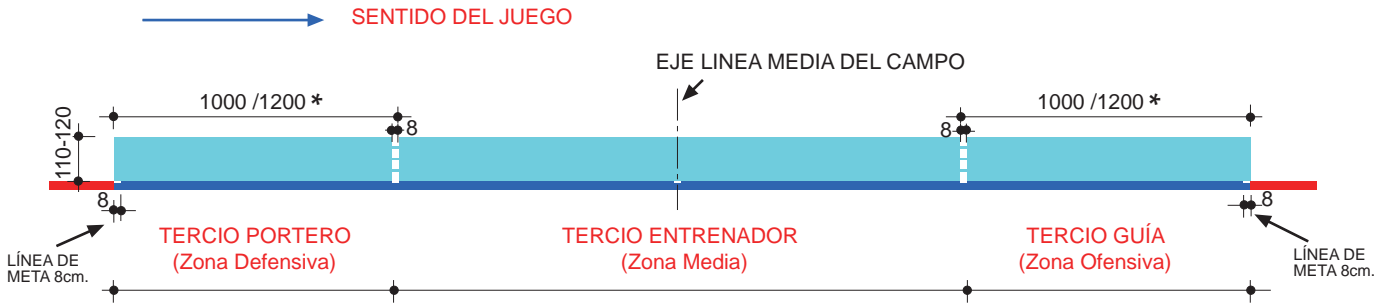 SENTIDO DEL JUEGO
EJE LINEA MEDIA DEL CAMPO
1000 /1200 *
1000 /1200 *
8
8
110-120
8
8
LÍNEA DE
META 8cm.
TERCIO PORTERO
(Zona Defensiva)
TERCIO ENTRENADOR
(Zona Media)
TERCIO GUÍA
(Zona Ofensiva)
LÍNEA DE
META 8cm.